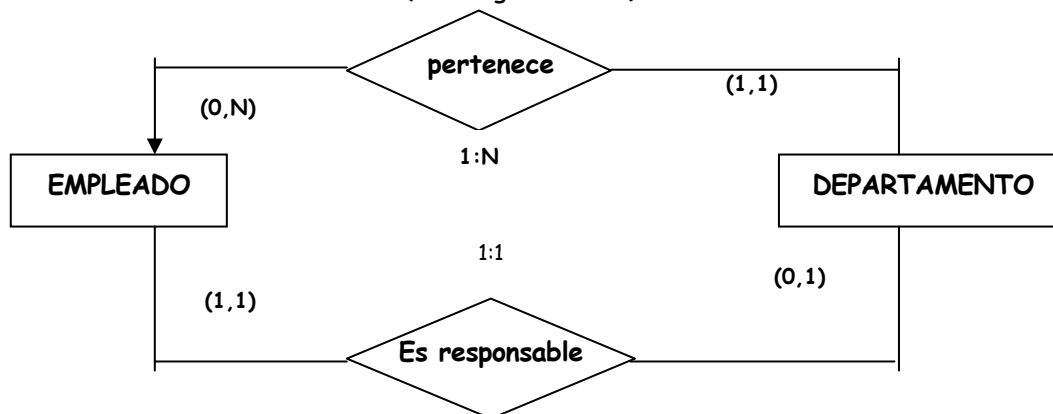 pertenece
(1,1)
(0,N)
1:N
EMPLEADO
DEPARTAMENTO
1:1
(0,1)
(1,1)
Es responsable